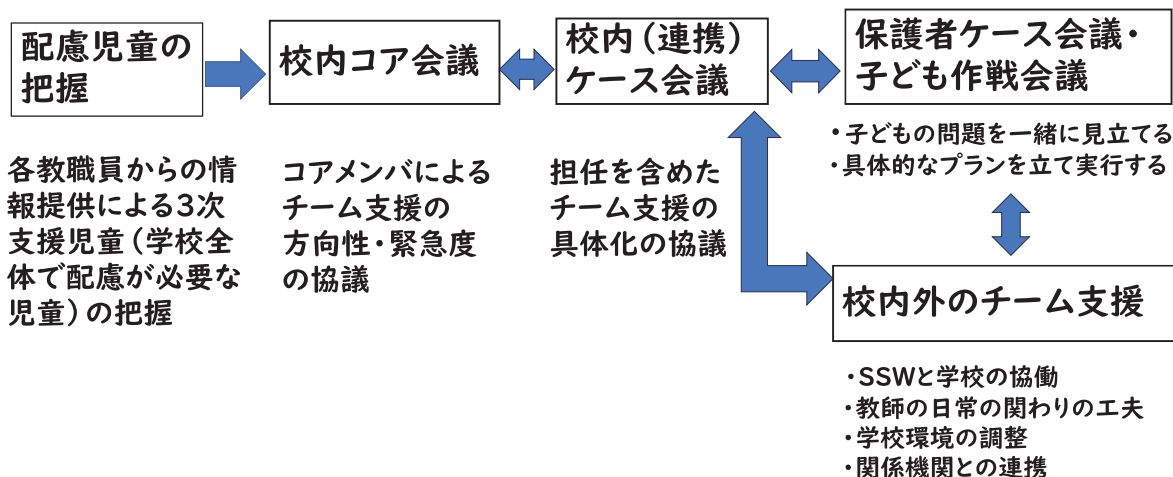 配慮児童の
把握
校内コア会議
校内（連携）
ケース会議
保護者ケース会議・
子ども作戦会議
各教職員からの情
報提供による3次
支援児童（学校全
体で配慮が必要な
児童）の把握
コアメンバによる
チーム支援の
方向性・緊急度
の協議
担任を含めた
チーム支援の
具体化の協議
・子どもの問題を一緒に見立てる
・具体的なプランを立て実行する
校内外のチーム支援
・SSWと学校の協働
・教師の日常の関わりの工夫
・学校環境の調整
・関係機関との連携